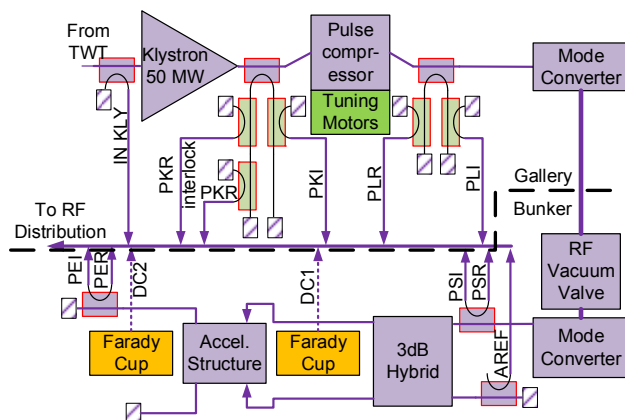 From
TWT
Klystron
50 MW
Pulse
compr-
essor
Tuning
Motors
Mode
Converter
IN KLY
PKR
interlock
PKR
PKI
PLR
PLI
Gallery
Bunker
To RF
Distribution
PEI
PER
DC2
DC1
PSI
PSR
AREF
RF
Vacuum
Valve
Farady
Cup
Accel.
Structure
Farady
Cup
3dB
Hybrid
Mode
Converter